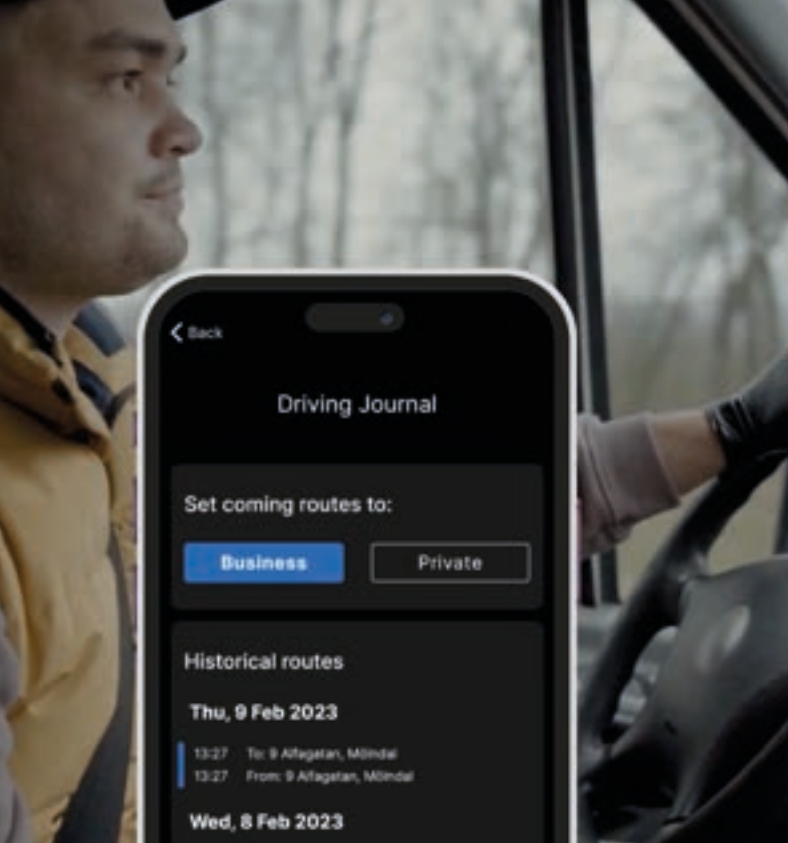 Back
Driving Journal
Set coming routes to:
Business
Private
Historical routes
Thu, 9 Feb 2023
13:27 To: 9 Alfagatan, Mölndal
13:27 From: 9 Alfagatan, Mölndal
Wed, 8 Feb 2023